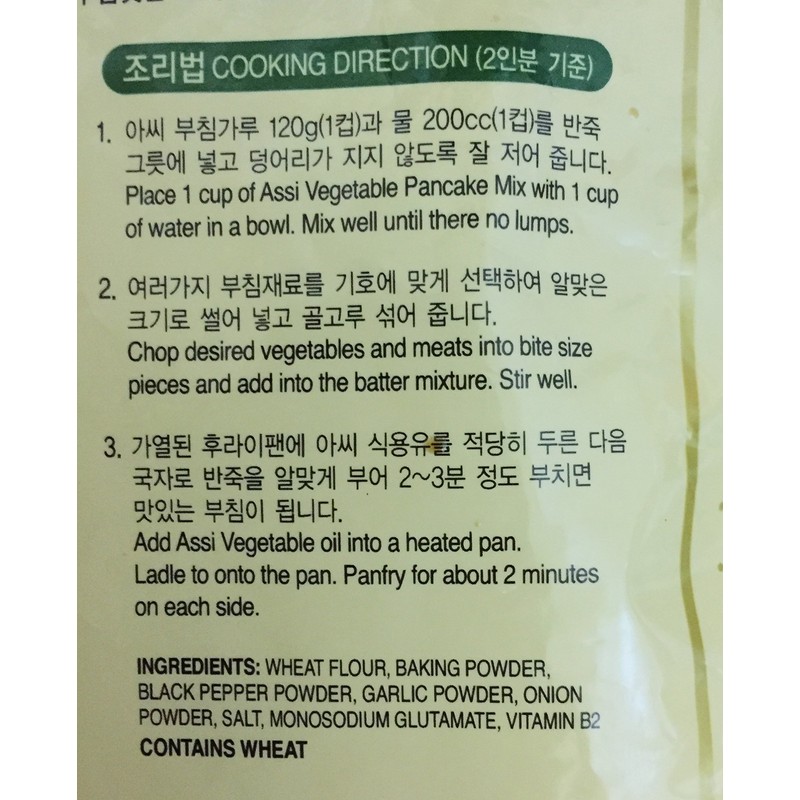 조리법 COOKING DIRECTION (2인분 기준)
1. 아씨 부침가루 120g(1컵)과 물 200cc(1컵)를 반죽
그릇에 넣고 덩어리가 지지 않도록 잘 저어 줍니다.
Place 1 cup of Assi Vegetable Pancake Mix with 1 cup
of water in a bowl. Mix well until there no lumps.
2. 여러가지 부침재료를 기호에 맞게 선택하여 알맞은
크기로 썰어 넣고 골고루 섞어 줍니다.
Chop desired vegetables and meats into bite size
pieces and add into the batter mixture. Stir well.
3. 가열된 후라이팬에 아씨 식용유를 적당히 두른 다음
국자로 반죽을 알맞게 부어 2~3분 정도 부치면
맛있는 부침이 됩니다.
Add Assi Vegetable oil into a heated pan.
Ladle to onto the pan. Panfry for about 2 minutes
on each side.
INGREDIENTS: WHEAT FLOUR, BAKING POWDER,
BLACK PEPPER POWDER, GARLIC POWDER, ONION
POWDER, SALT, MONOSODIUM GLUTAMATE, VITAMIN B2
CONTAINS WHEAT